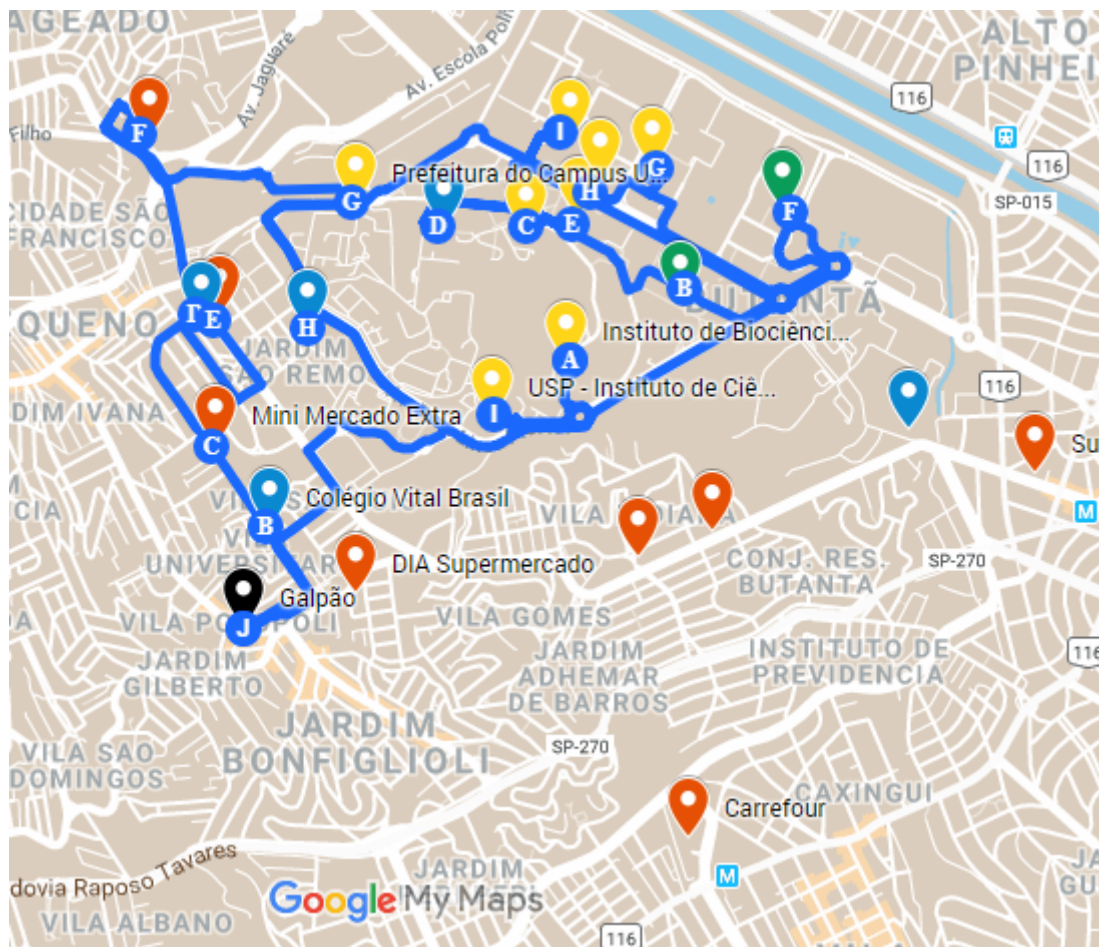 AGEADO
Av. Jaguaré
Av. Escola Poli
ALTO
PINHEI
116
Filho
F
I
G
116
SP-015
Prefeitura do Campus U...
H
G
D
C
E
F
CIDADE SÃO
FRANCISCO
B
BUTANTÃ
QUENO
E
H
JARDIM
SÃO REMO
Instituto de Biociênci...
A
116
USP - Instituto de Ciê...
DIM IVANA
Mini Mercado Extra
I
C
Su
Colégio Vital Brasil
B
VILA
M
CIA
UNIVERSITÁR
DIA Supermercado
CONJ. RES.
BUTANTA
SP-270
Galpão
VILA GOMES
J
JARDIM
GILBERTO
JARDIM
ADHEMAR
DE BARROS
INSTITUTO DE
PREVIDENCIA
116
JARDIM
BONFIGLIOLI
SP-270
VILA SAO
DOMINGOS
CAXINGUI
Carrefour
dovia Raposo Tavares
JARDIM
Google My Maps
VILA ALBANO
JA
GU
116